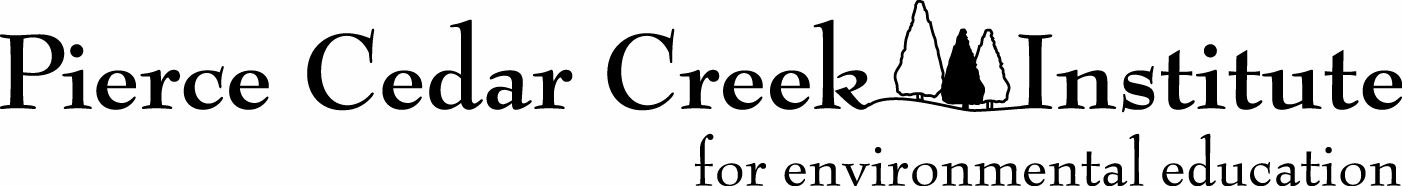 Pierce Cedar Creek Institute
for environmental education